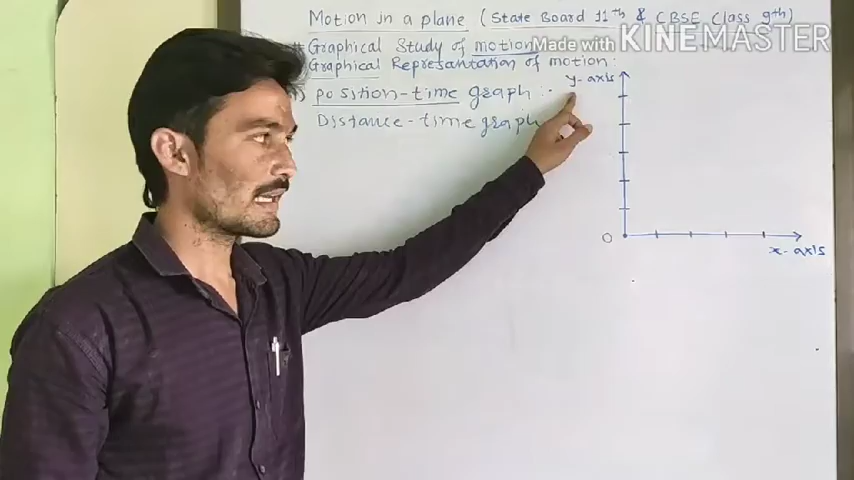 Motion in a plane (State Board 11th & CBSE Class 9th)
Graphical Study of motion
Made with KINEMASTER
Graphical Representation of motion:
Position-time graph :-
Distance-time graph
y-axis
O
x-axis